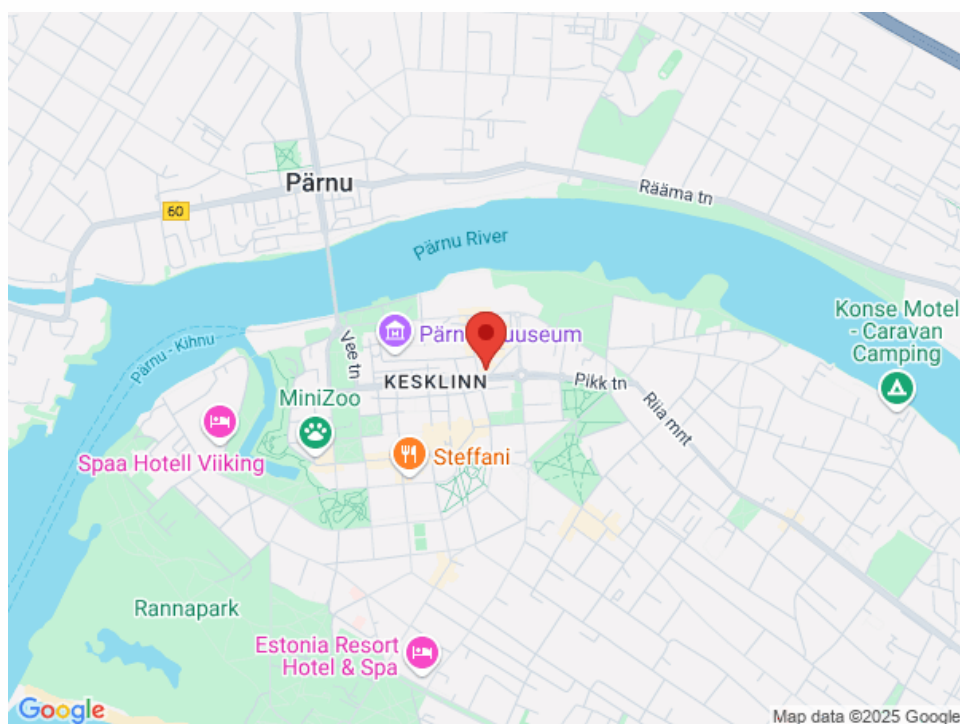 Pärnu
60
Rääma tn
Pärnu River
Konse Motel
- Caravan
Camping
Pärnu - Kihnu
Vee tn
KESKLINN
Pikk tn
Riia mnt
MiniZoo
Spaa Hotell Viiking
Steffani
Rannapark
Estonia Resort
Hotel & Spa
Google
Map data ©2025 Google